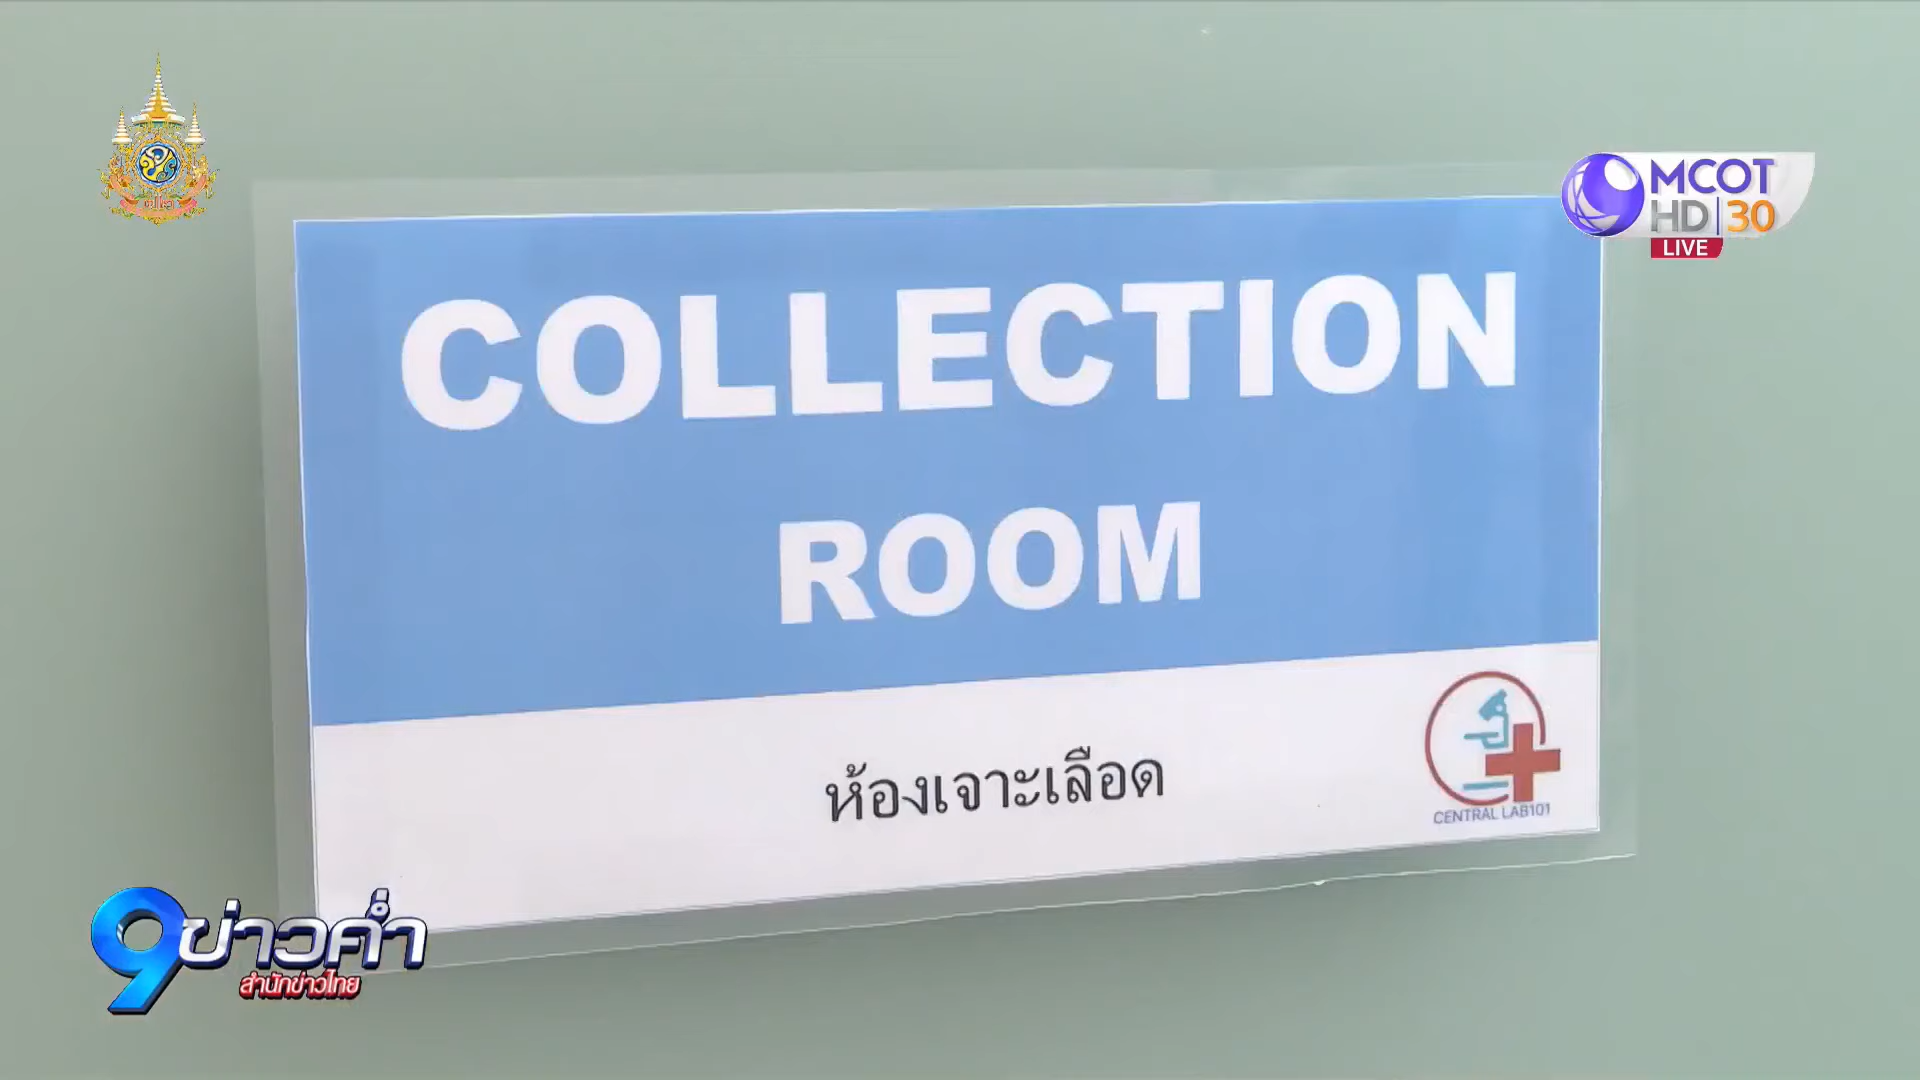 MCOT
HD 30
LIVE
COLLECTION
ROOM
ห้องเจาะเลือด
CENTRAL LAB101
9ข่าวค่ำ
สำนักข่าวไทย